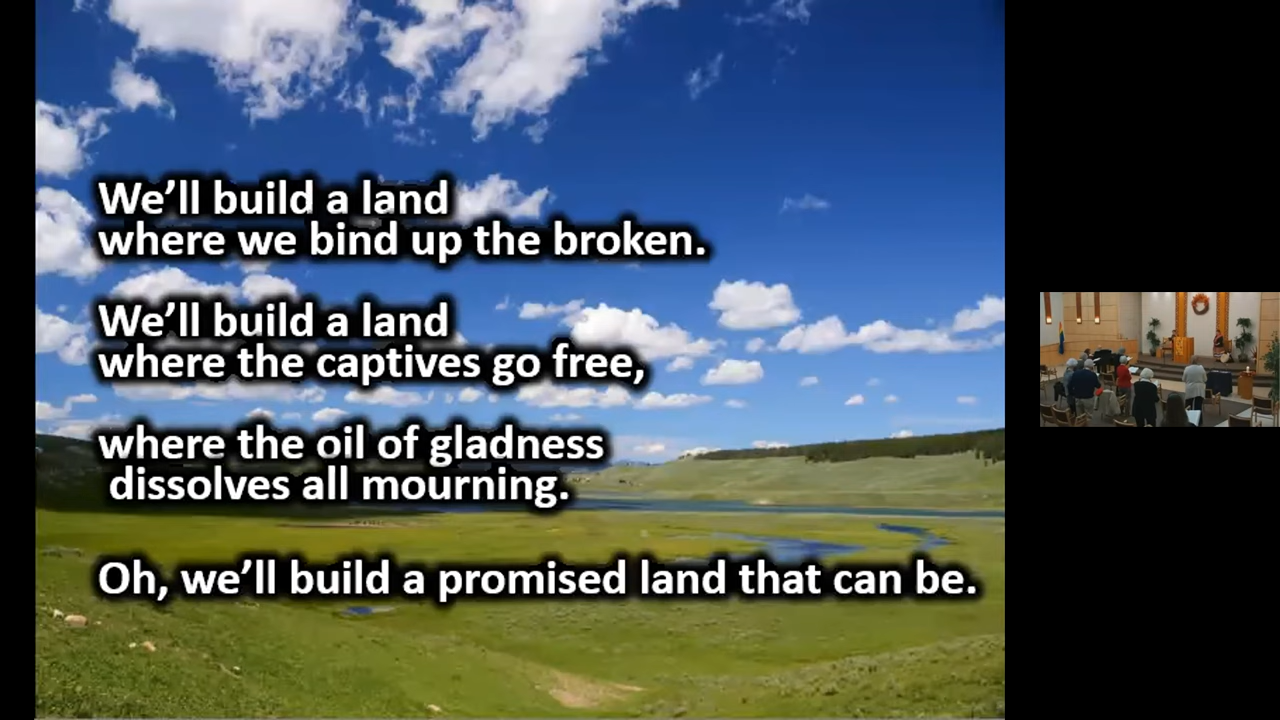 We’ll build a land
where we bind up the broken.
We’ll build a land
where the captives go free,
where the oil of gladness
dissolves all mourning.
Oh, we’ll build a promised land that can be.